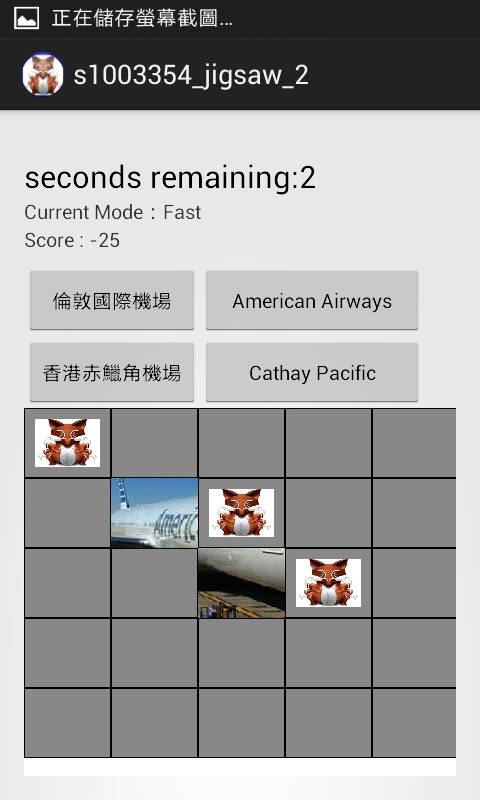 正在儲存螢幕截圖...
s1003354_jigsaw_2
seconds remaining:2
Current Mode : Fast
Score : -25
倫敦國際機場
American Airways
香港赤鱲角機場
Cathay Pacific
Americ